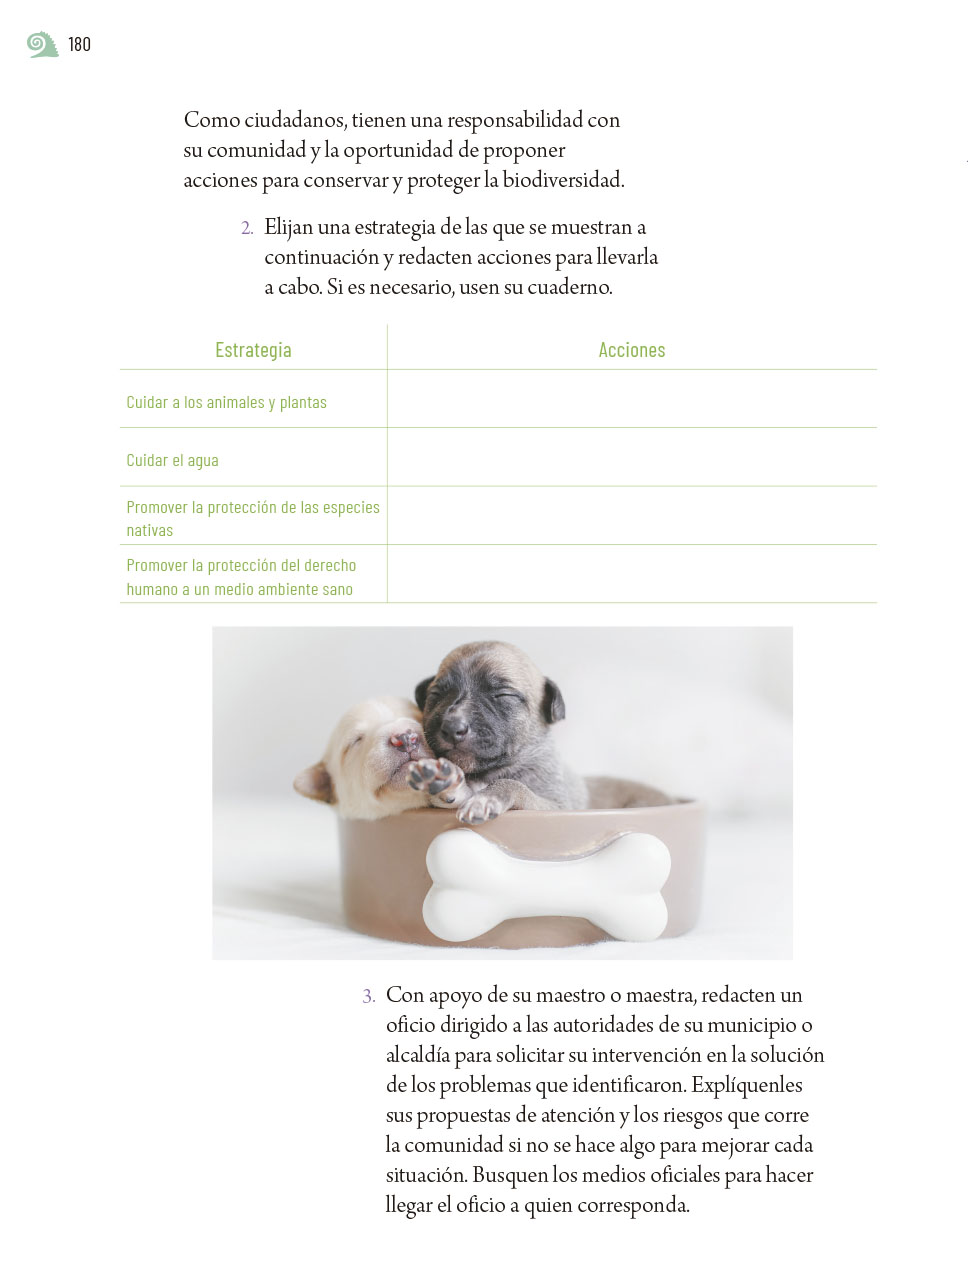 180
Como ciudadanos, tienen una responsabilidad con
su comunidad y la oportunidad de proponer
acciones para conservar y proteger la biodiversidad.
2. Elijan una estrategia de las que se muestran a
continuación y redacten acciones para llevarla
a cabo. Si es necesario, usen su cuaderno.
Estrategia Acciones
Cuidar a los animales y plantas
Cuidar el agua
Promover la protección de las especies
nativas
Promover la protección del derecho
humano a un medio ambiente sano
3. Con apoyo de su maestro o maestra, redacten un
oficio dirigido a las autoridades de su municipio o
alcaldía para solicitar su intervención en la solución
de los problemas que identificaron. Explíquenles
sus propuestas de atención y los riesgos que corre
la comunidad si no se hace algo para mejorar cada
situación. Busquen los medios oficiales para hacer
llegar el oficio a quien corresponda.